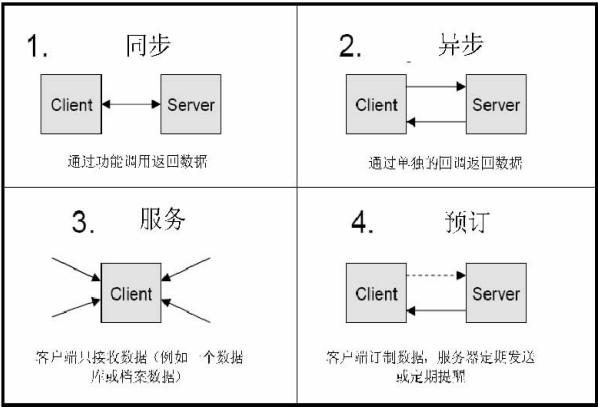 1. 同步
Client Server
通过功能调用返回数据
2. 异步
Client Server
通过单独的回调返回数据
3. 服务
Client
客户端只接收数据（例如一个数据
库或档案数据）
4. 预订
Client Server
客户端订制数据，服务器定期发送
或定期提醒